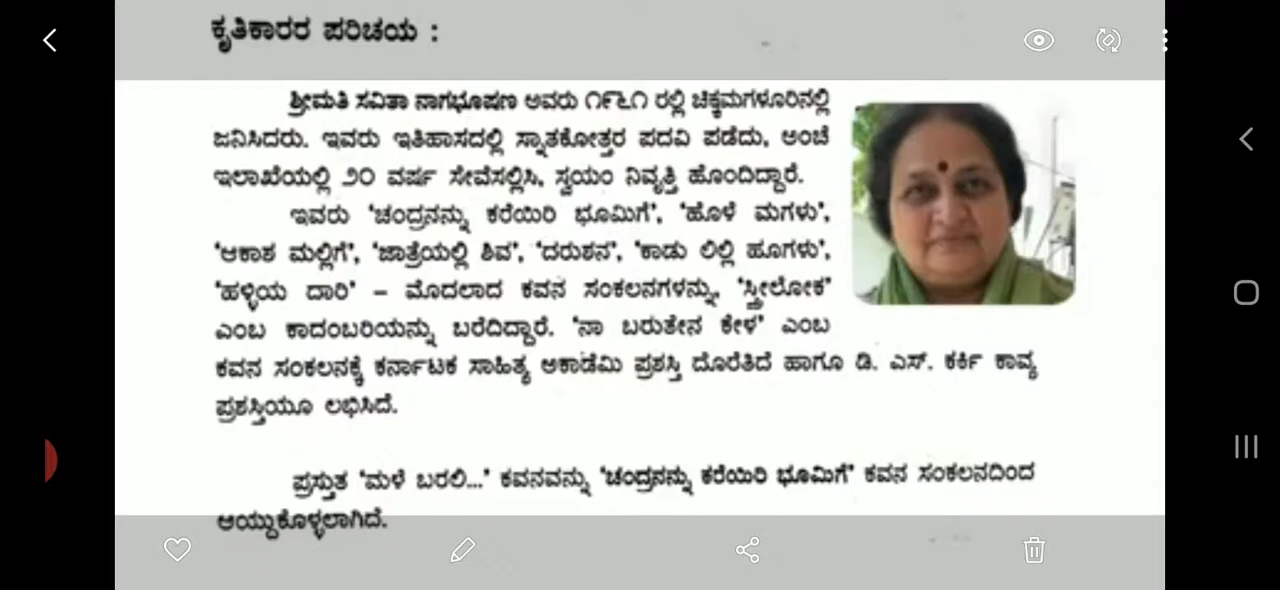 ಕೃತಿಕಾರರ ಪರಿಚಯ :
ಶ್ರೀಮತಿ ಸವಿತಾ ನಾಗಭೂಷಣ ಅವರು ೧೯೬೧ ರಲ್ಲಿ ಚಿಕ್ಕಮಗಳೂರಿನಲ್ಲಿ
ಜನಿಸಿದರು. ಇವರು ಇತಿಹಾಸದಲ್ಲಿ ಸ್ನಾತಕೋತ್ತರ ಪದವಿ ಪಡೆದು, ಅಂಚೆ
ಇಲಾಖೆಯಲ್ಲಿ ೨೦ ವರ್ಷ ಸೇವೆಸಲ್ಲಿಸಿ, ಸ್ವಯಂ ನಿವೃತ್ತಿ ಹೊಂದಿದ್ದಾರೆ.
ಇವರು 'ಚಂದ್ರನನ್ನು ಕರೆಯಿರಿ ಭೂಮಿಗೆ', 'ಹೊಳೆ ಮಗಳು',
'ಆಕಾಶ ಮಲ್ಲಿಗೆ', 'ಜಾತ್ರೆಯಲ್ಲಿ ಶಿವ', 'ದರುಶನ', 'ಕಾಡು ಲಿಲ್ಲಿ ಹೂಗಳು',
'ಹಳ್ಳಿಯ ದಾರಿ' – ಮೊದಲಾದ ಕವನ ಸಂಕಲನಗಳನ್ನು, 'ಸ್ತ್ರೀಲೋಕ'
ಎಂಬ ಕಾದಂಬರಿಯನ್ನು ಬರೆದಿದ್ದಾರೆ. 'ನಾ ಬರುತೇನ ಕೇಳ' ಎಂಬ
ಕವನ ಸಂಕಲನಕ್ಕೆ ಕರ್ನಾಟಕ ಸಾಹಿತ್ಯ ಅಕಾಡೆಮಿ ಪ್ರಶಸ್ತಿ ದೊರೆತಿದೆ ಹಾಗೂ ಡಿ. ಎಸ್. ಕರ್ಕಿ ಕಾವ್ಯ
ಪ್ರಶಸ್ತಿಯೂ ಲಭಿಸಿದೆ.
ಪ್ರಸ್ತುತ 'ಮಳೆ ಬರಲಿ...' ಕವನವನ್ನು 'ಚಂದ್ರನನ್ನು ಕರೆಯಿರಿ ಭೂಮಿಗೆ' ಕವನ ಸಂಕಲನದಿಂದ
ಆಯ್ದುಕೊಳ್ಳಲಾಗಿದೆ.